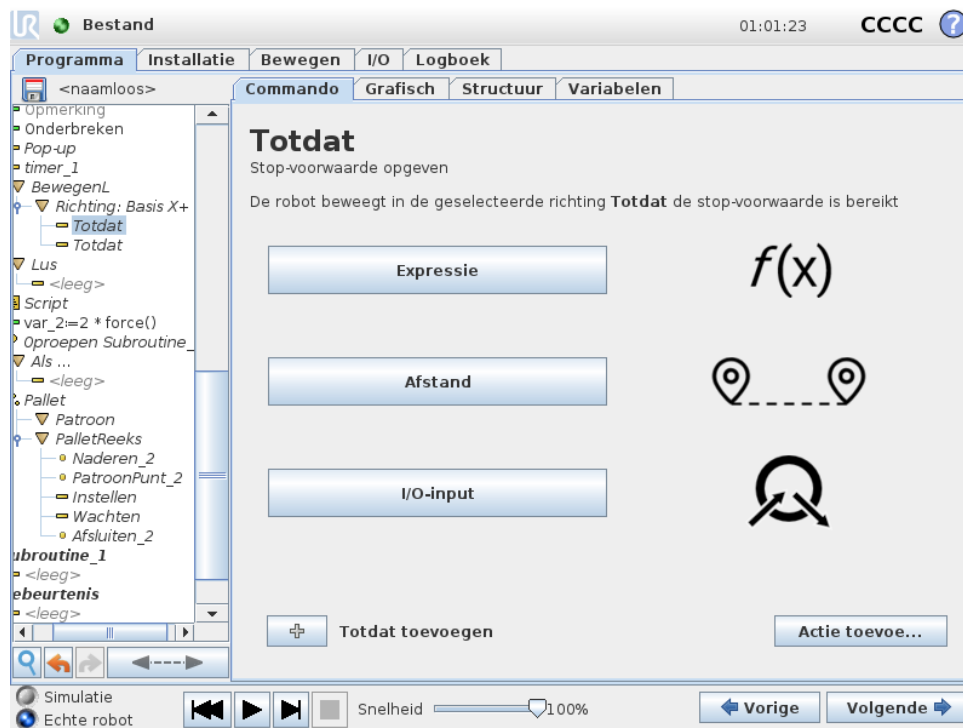 UR Bestand 01:01:23 CCCC ?
Programma Installatie Bewegen I/O Logboek
<naamloos>
Commando Grafisch Structuur Variabelen
Opmerking
Onderbreken
Pop-up
timer_1
BewegenL
Richting: Basis X+
Totdat
Totdat
Lus
<leeg>
Script
var_2:=2 * force()
Oproepen Subroutine_
Als ...
<leeg>
Pallet
Patroon
PalletReeks
Naderen_2
PatroonPunt_2
Instellen
Wachten
Afsluiten_2
ubroutine_1
<leeg>
ebeurtenis
<leeg>
Totdat
Stop-voorwaarde opgeven
De robot beweegt in de geselecteerde richting Totdat de stop-voorwaarde is bereikt
Expressie
f(x)
Afstand
I/O-input
Totdat toevoegen
Actie toevoe...
Simulatie
Echte robot
Snelheid 100%
Vorige
Volgende